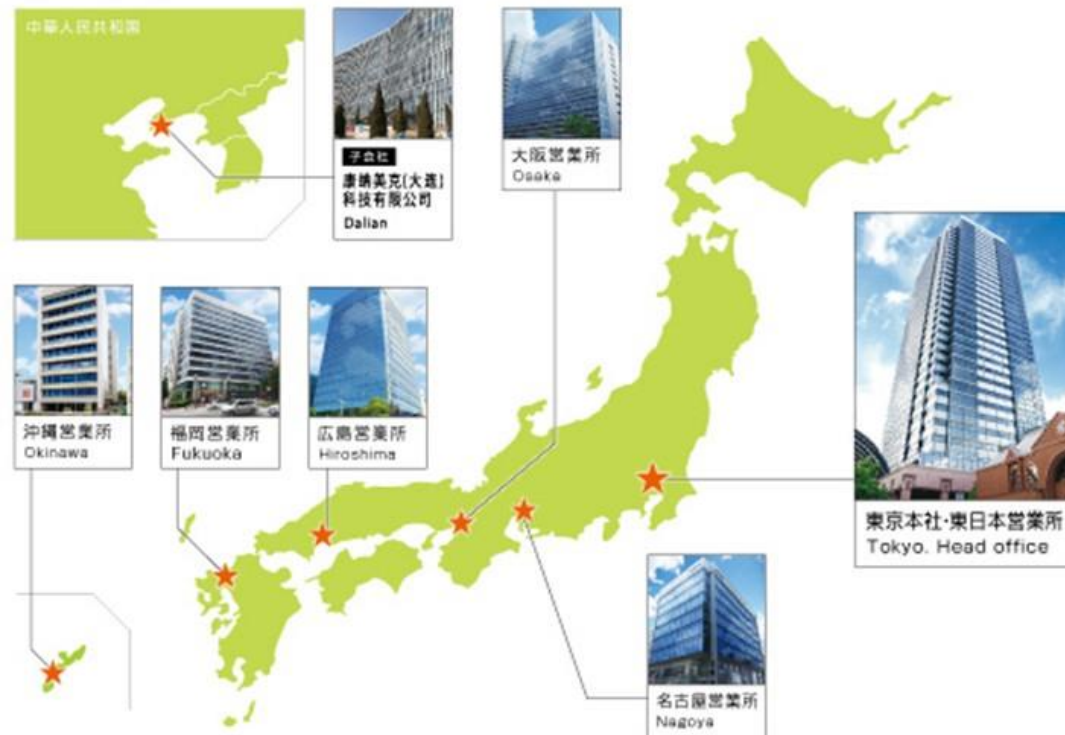 中華人民共和国
子会社
康纳美克(大连)
科技有限公司
Dalian
大阪営業所
Osaka
沖縄営業所
Okinawa
福岡営業所
Fukuoka
広島営業所
Hiroshima
東京本社・東日本営業所
Tokyo. Head office
名古屋営業所
Nagoya